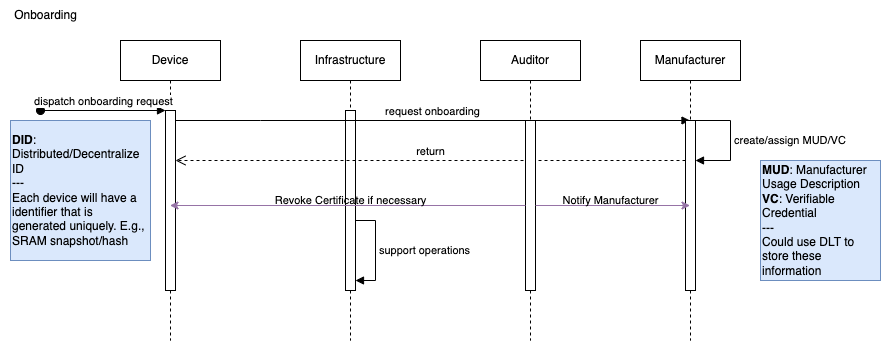 Onboarding
Device
Infrastructure
Auditor
Manufacturer
dispatch onboarding request
request onboarding
DID:
Distributed/Decentralize
ID
---
Each device will have a
identifier that is
generated uniquely. E.g.,
SRAM snapshot/hash
create/assign MUD/VC
return
MUD: Manufacturer
Usage Description
VC: Verifiable
Credential
---
Could use DLT to
store these
information
Revoke Certificate if necessary
Notify Manufacturer
support operations